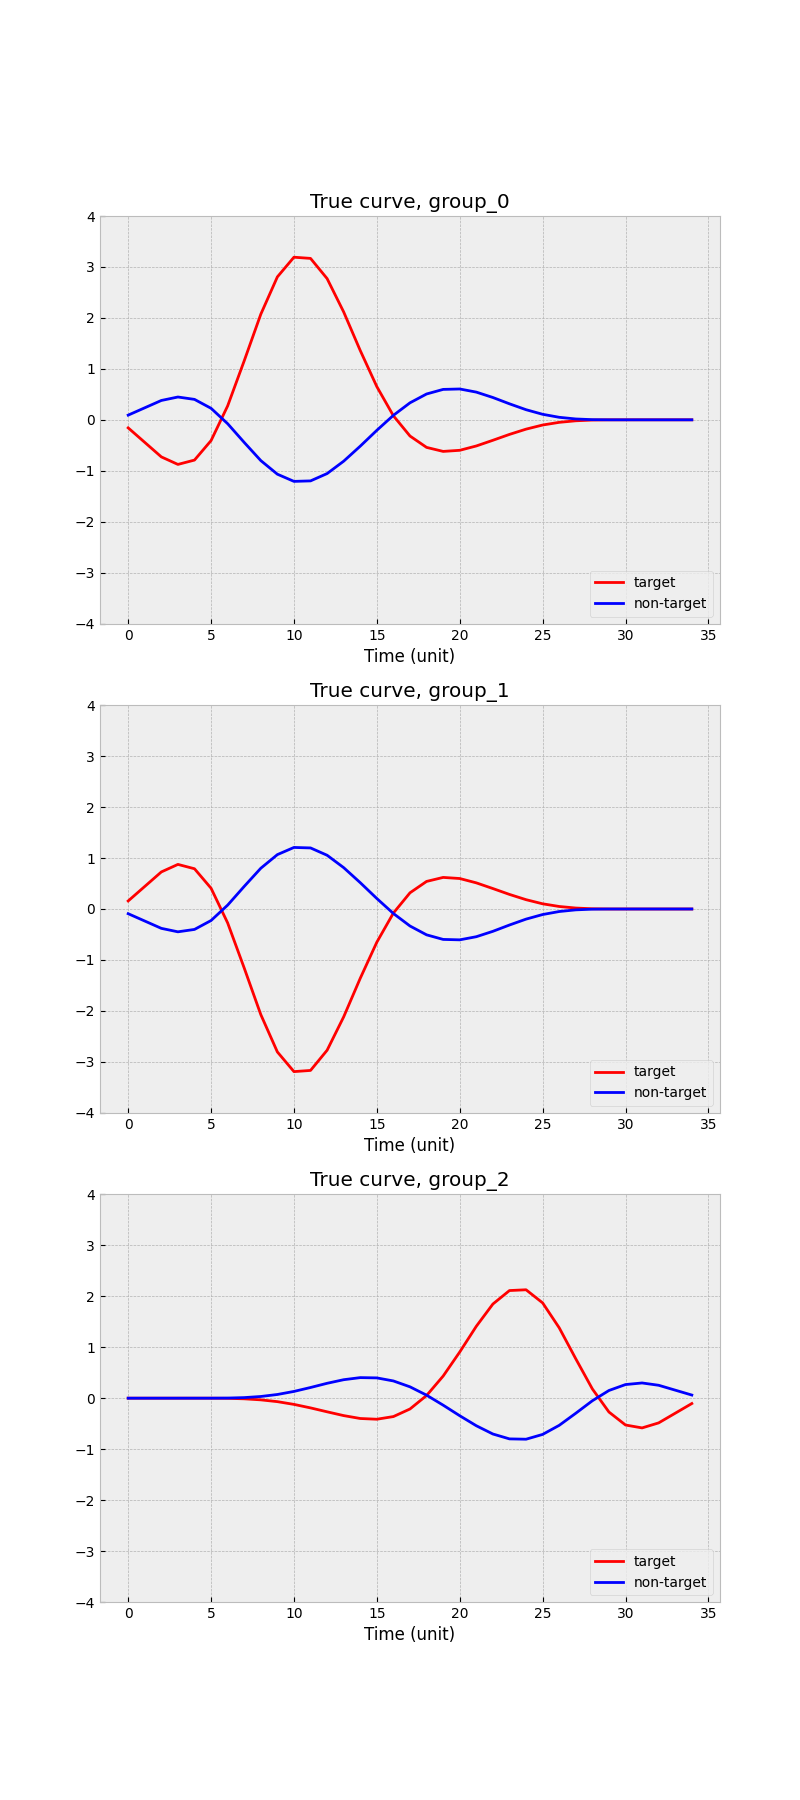 True curve, group_0
4
3
2
1
0
−1
−2
−3
−4
target
non-target
0 5 10 15 20 25 30 35
Time (unit)
True curve, group_1
4
3
2
1
0
−1
−2
−3
−4
target
non-target
0 5 10 15 20 25 30 35
Time (unit)
True curve, group_2
4
3
2
1
0
−1
−2
−3
−4
target
non-target
0 5 10 15 20 25 30 35
Time (unit)